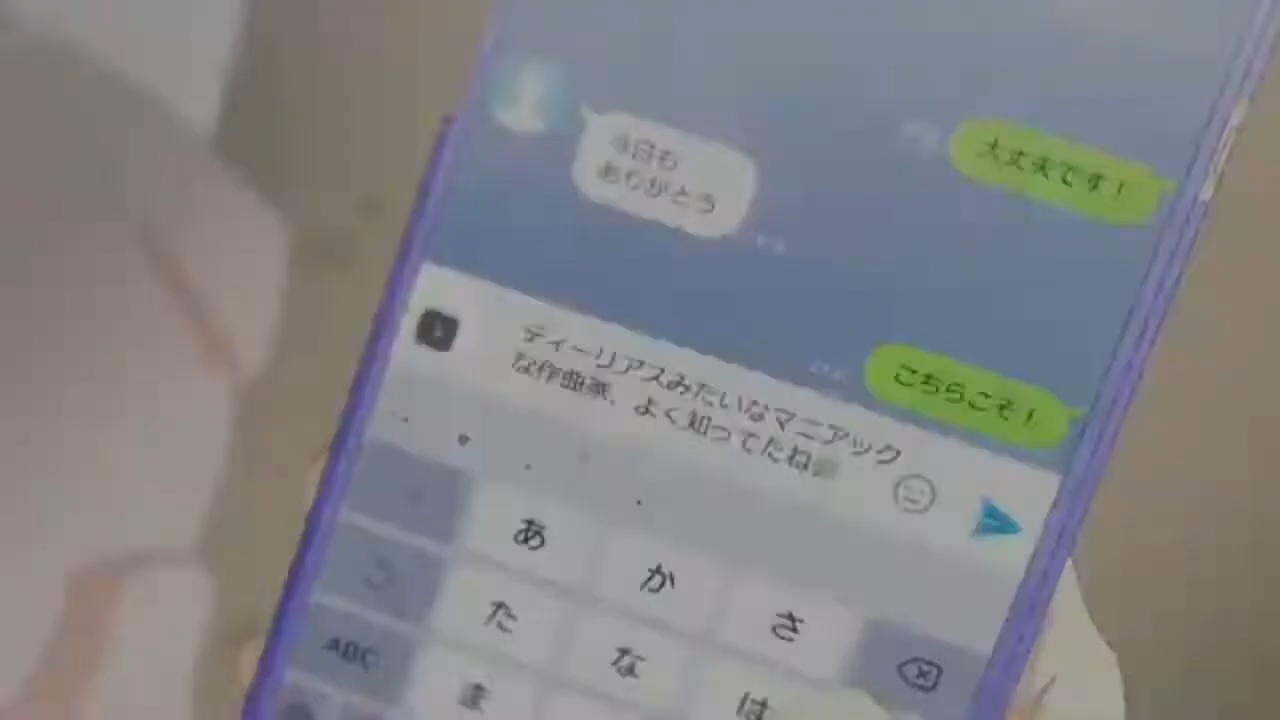 大丈夫です！
今日も
ありがとう
こちらこそ！
ディーリアスみたいなマニアック
な作曲家、よく知ってたね
あ
か
さ
た
な
ABC
ま
は